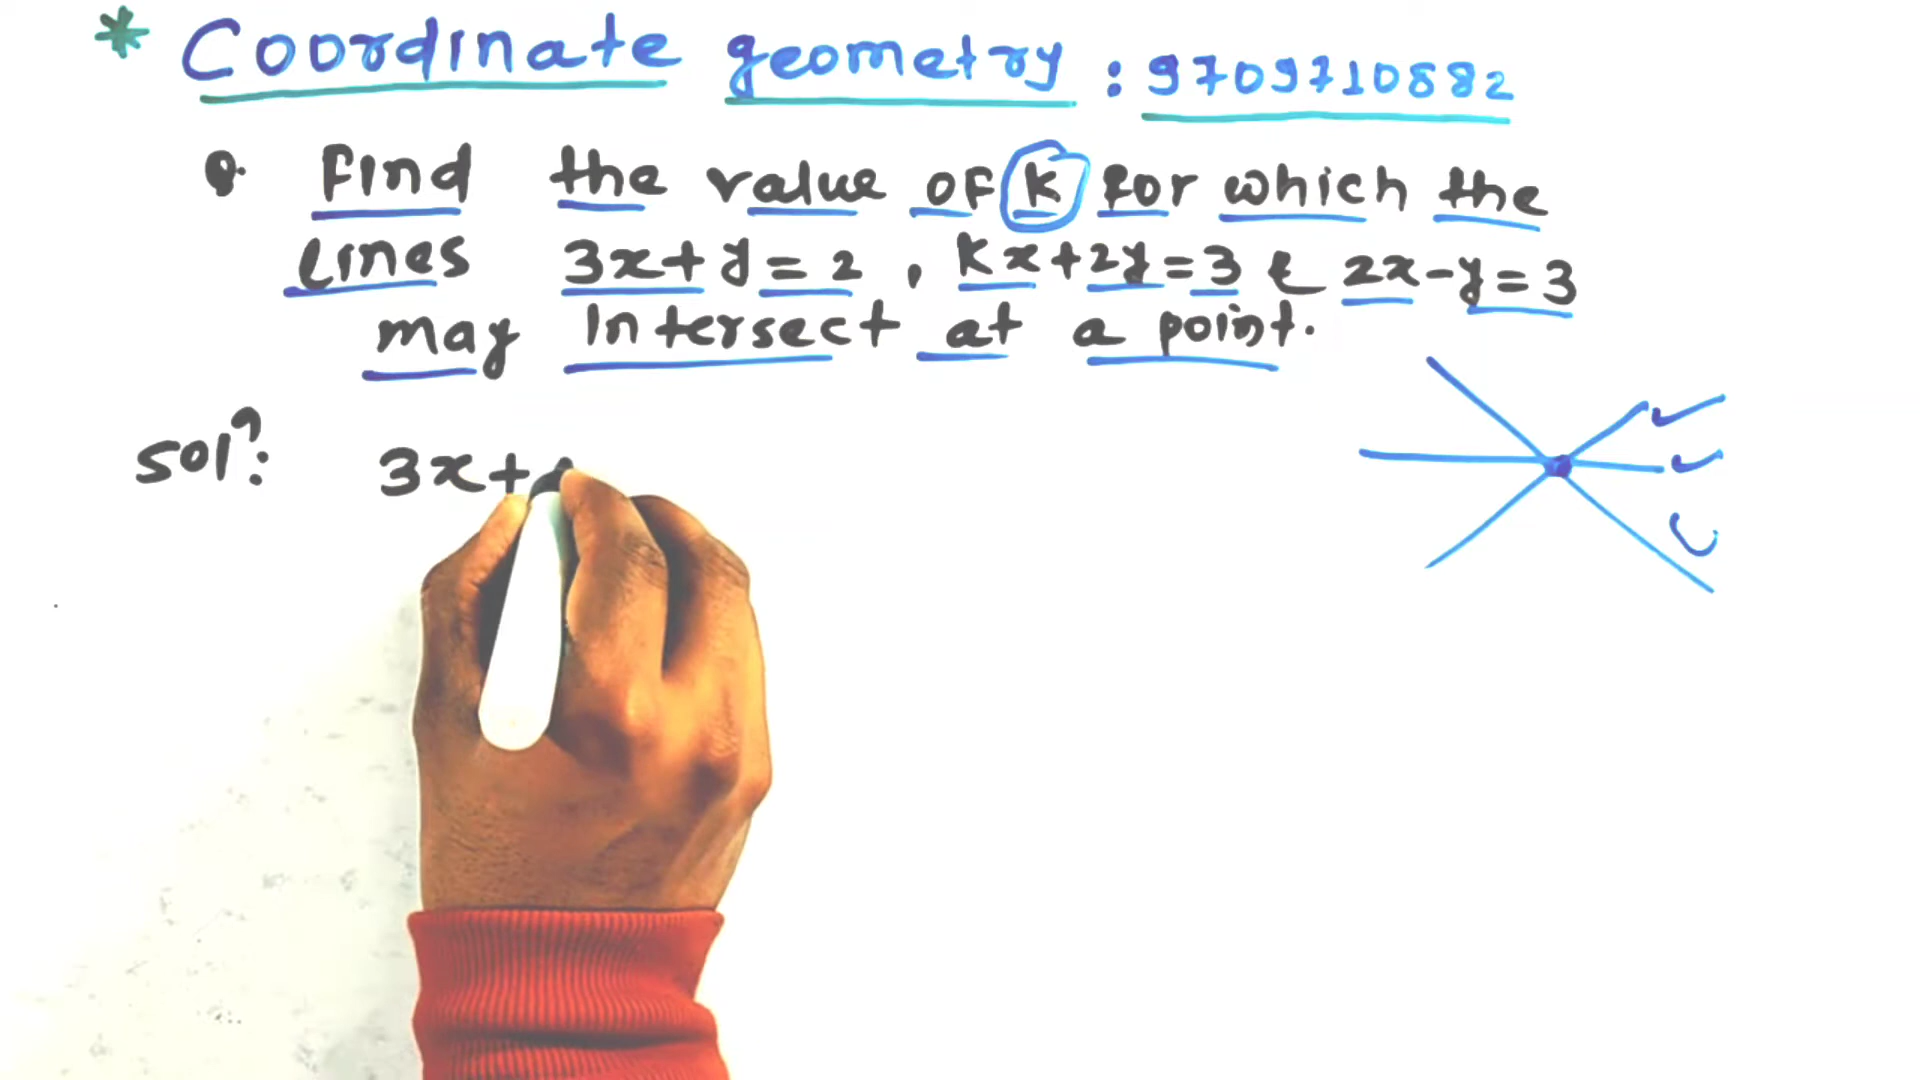 * Coordinate geometry : 9709710882
Q. Find the value of k for which the
lines 3x+y=2 , kx+2y=3 & 2x-y=3
may intersect at a point.
Soln: 3x+